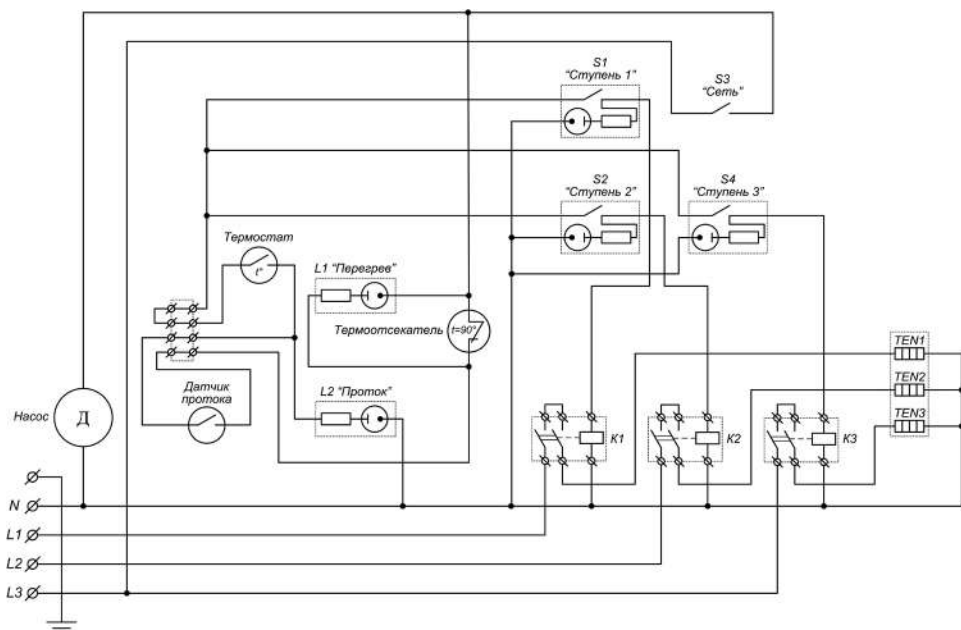 S1
“Ступень 1”
S3
“Сеть”
S2
“Ступень 2”
S4
“Ступень 3”
Термостат
t°
L1 “Перегрев”
Термоотсекатель
t=90°
TEN1
TEN2
TEN3
Датчик
протока
L2 “Проток”
Насос
Д
K1
K2
K3
N
L1
L2
L3